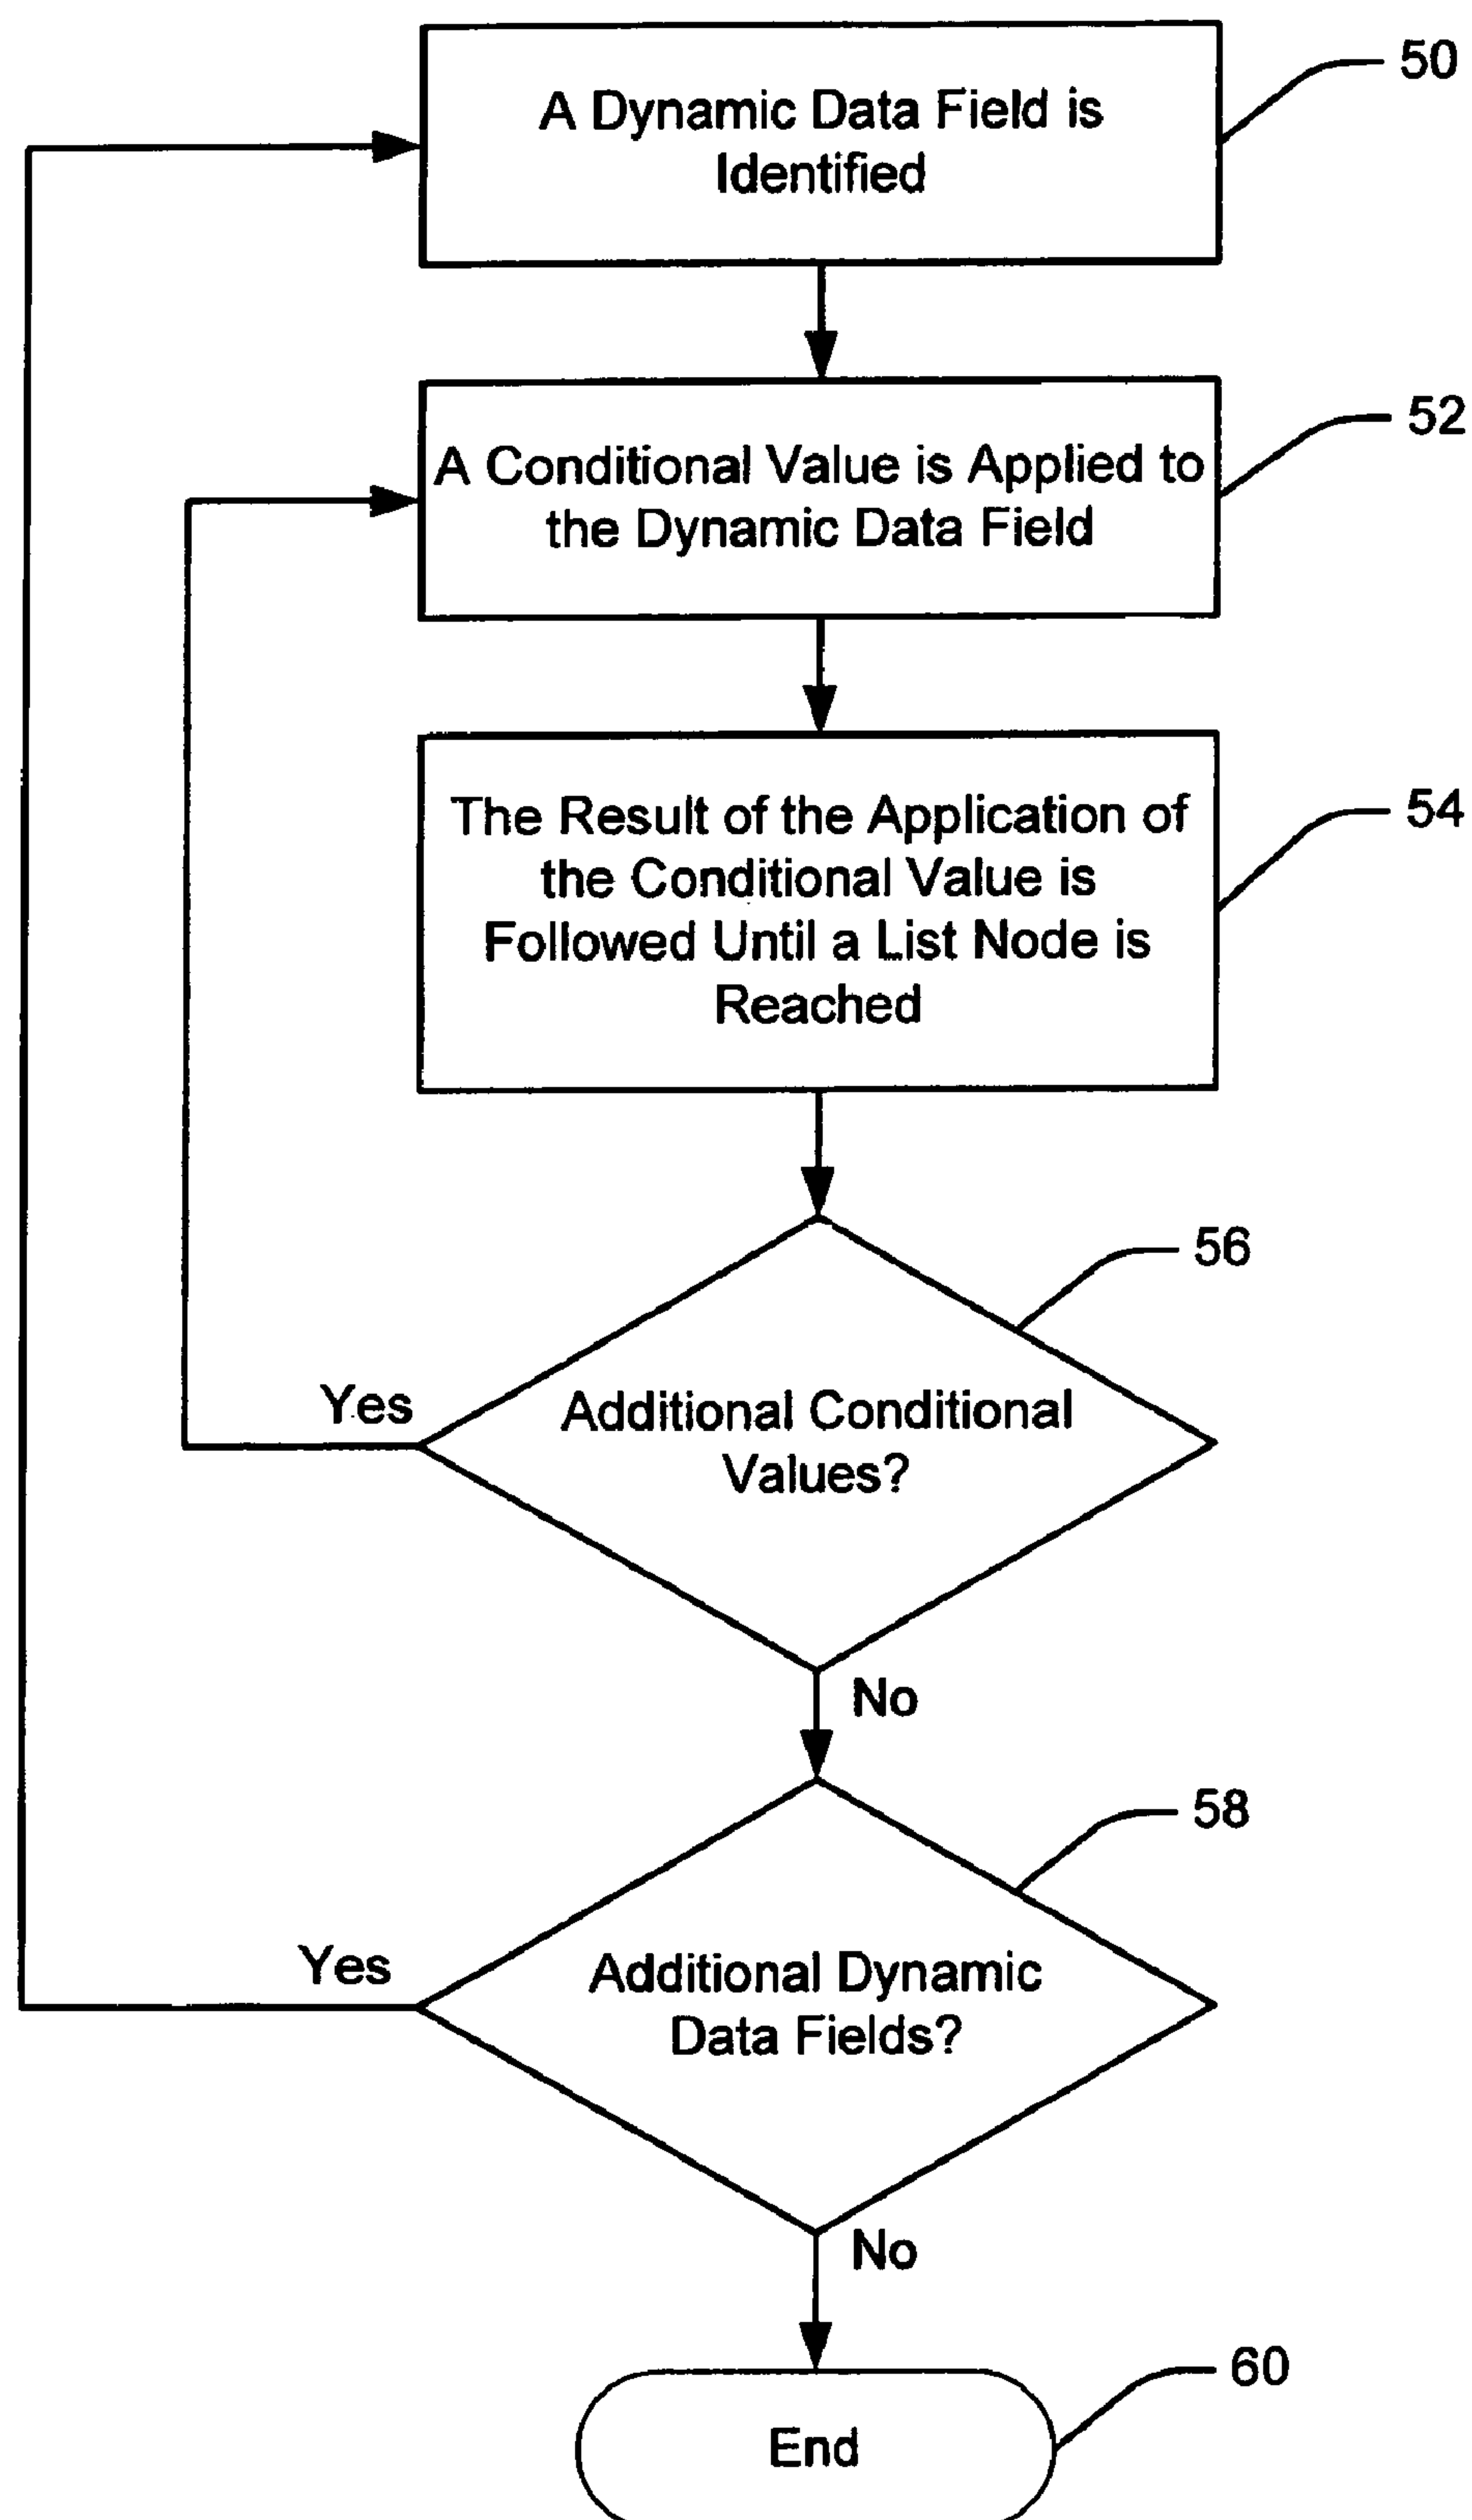 50
A Dynamic Data Field is
Identified
52
A Conditional Value is Applied to
the Dynamic Data Field
54
The Result of the Application of
the Conditional Value is
Followed Until a List Node is
Reached
56
Yes
Additional Conditional
Values?
No
58
Yes
Additional Dynamic
Data Fields?
No
60
End